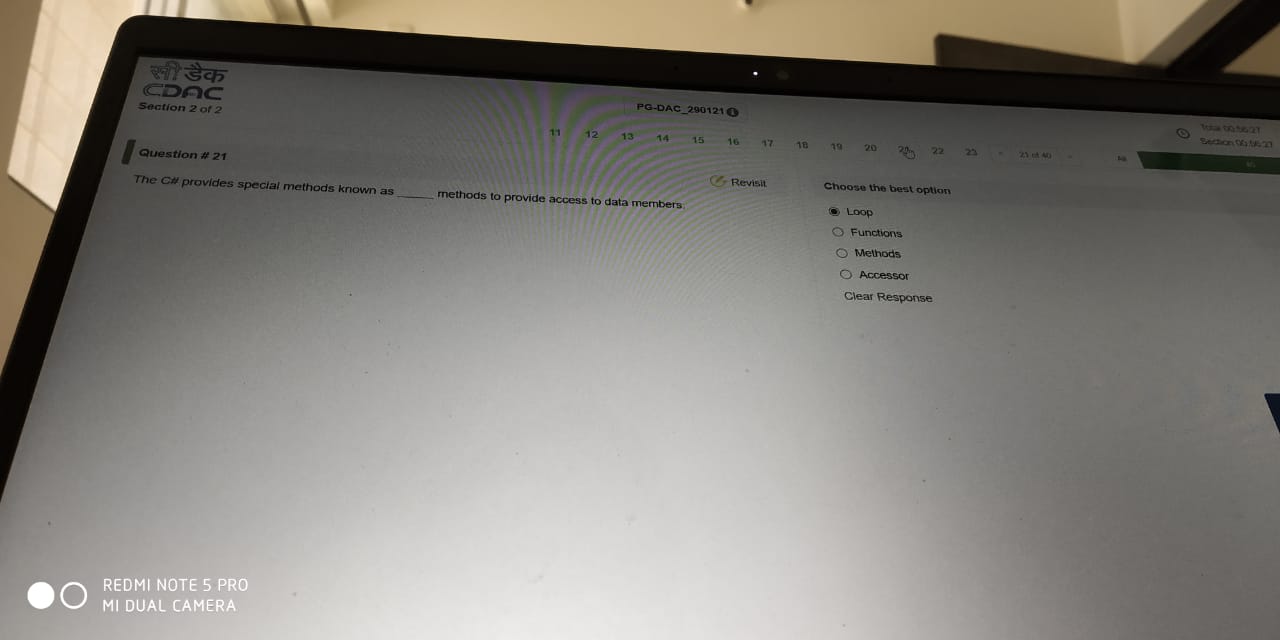 सी डैक
CDAC
Section 2 of 2
PG-DAC_290121
Total 00:56:27
Section 00:56:27
11 12 13 14 15 16 17 18 19 20 21 22 23
21 of 40
All
Question # 21
Revisit
The C# provides special methods known as ______ methods to provide access to data members.
Choose the best option
Loop
Functions
Methods
Accessor
Clear Response
REDMI NOTE 5 PRO
MI DUAL CAMERA